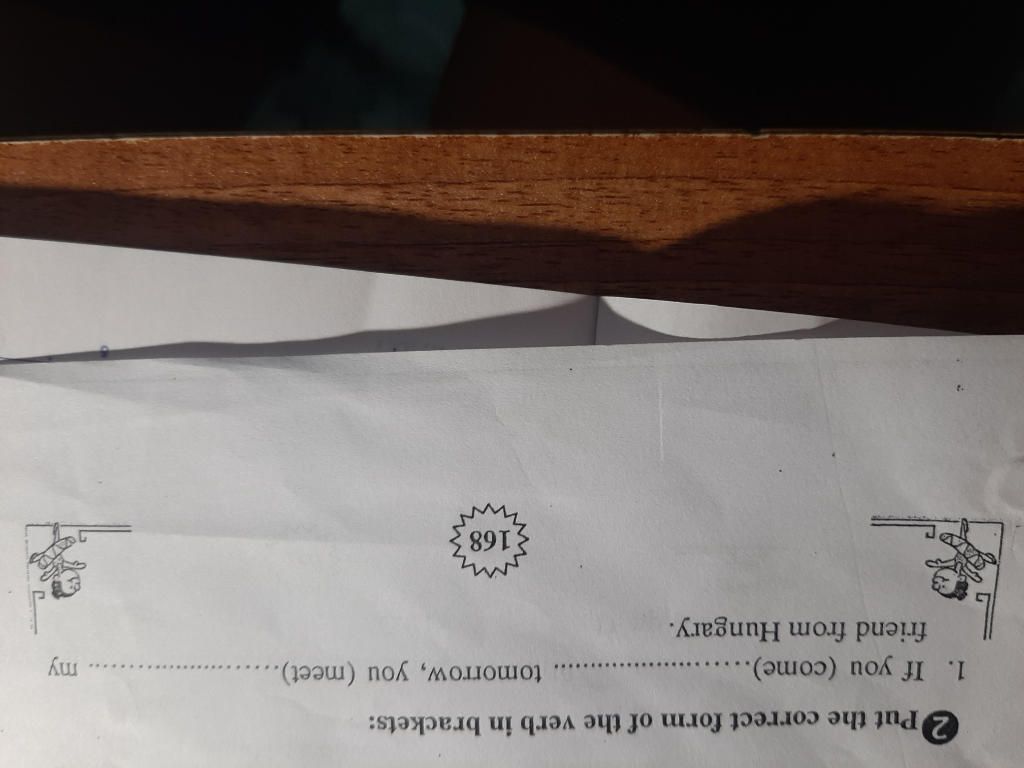 2 Put the correct form of the verb in brackets:
1. If you (come)........................... tomorrow, you (meet)........................... my
friend from Hungary.
168